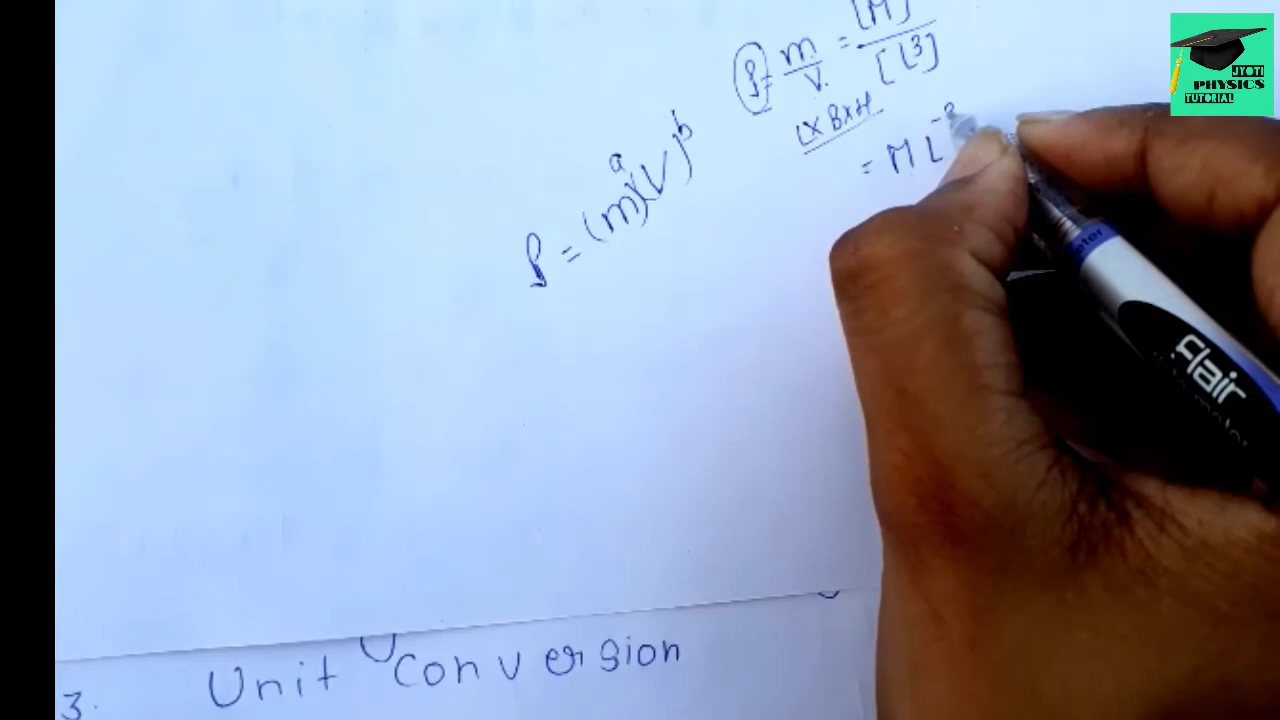 ρ = m/V = [M]/[L³]
L×B×H
= M L⁻³
ρ = (m)ᵃ(V)ᵇ
3. Unit Conversion
JYOTI
PHYSICS
TUTORIAL
flair